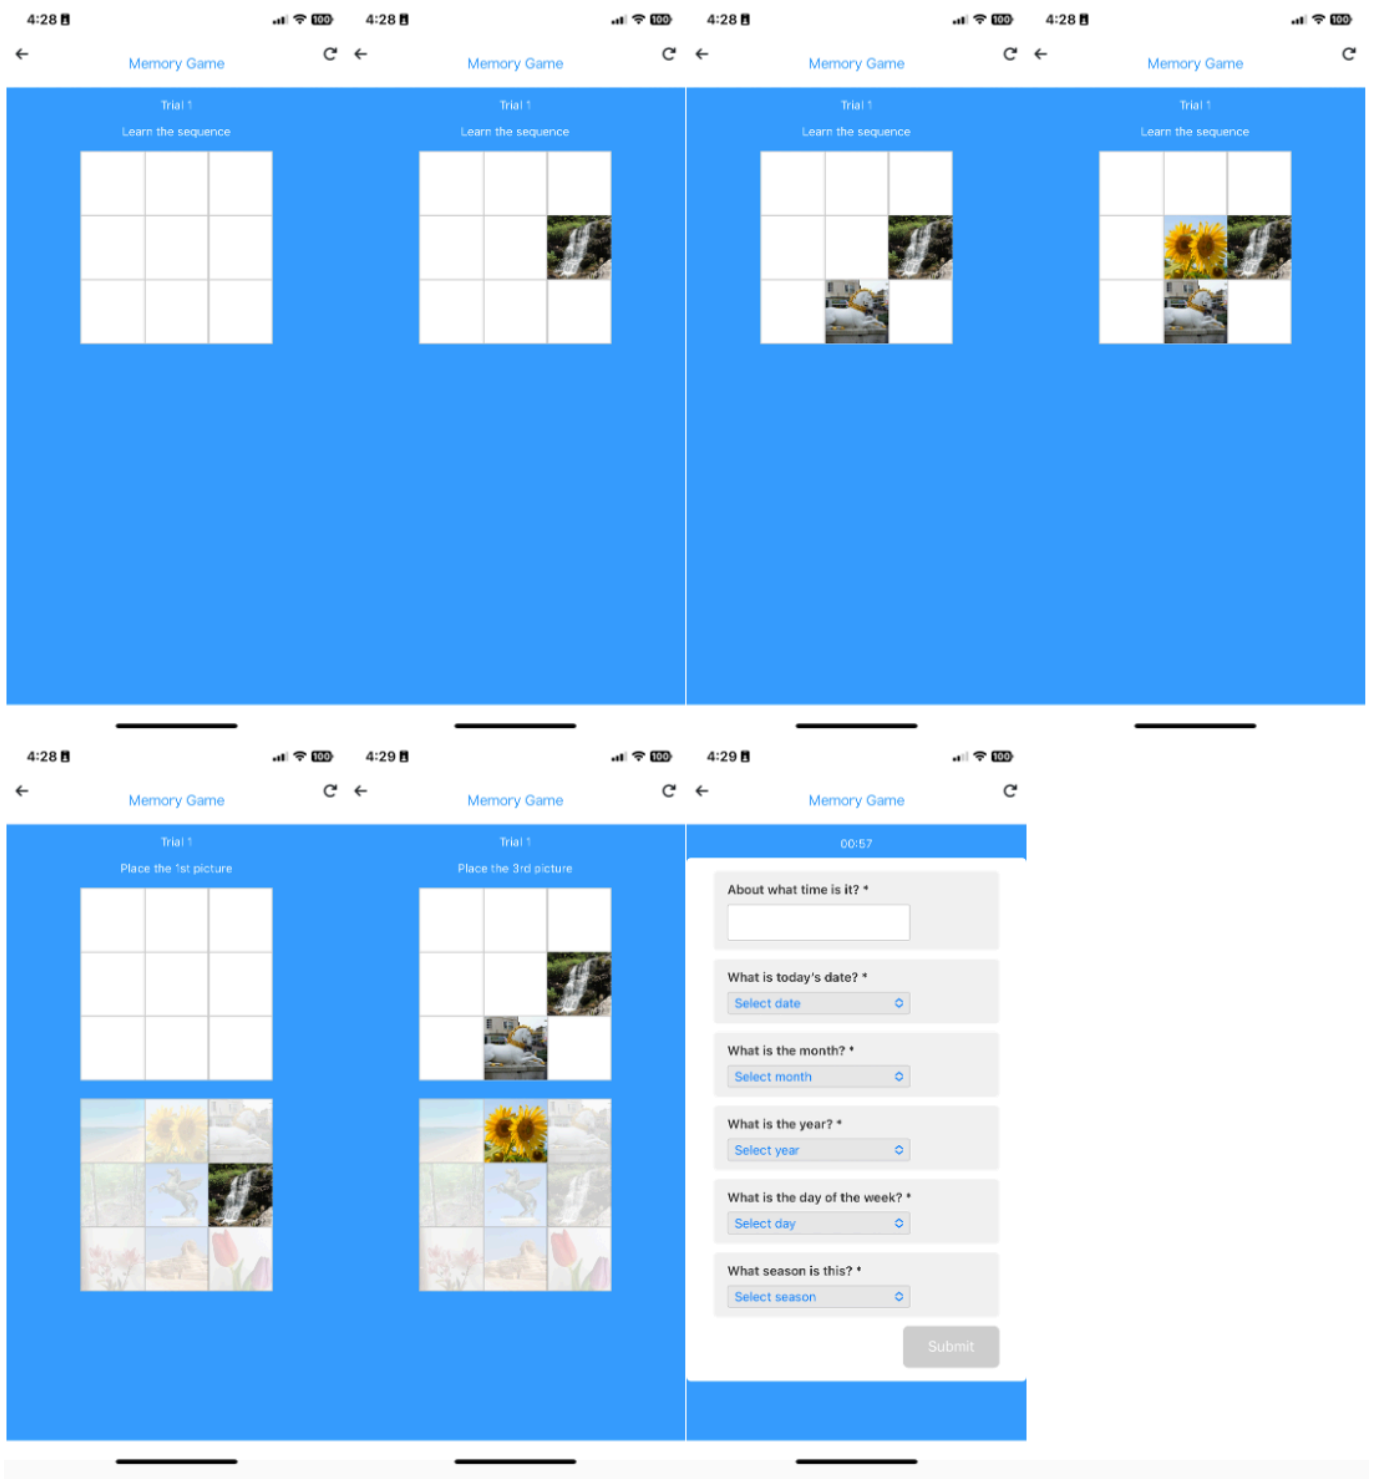 4:28
100
Memory Game
Trial 1
Learn the sequence
4:28
100
Memory Game
Trial 1
Learn the sequence
4:28
100
Memory Game
Trial 1
Learn the sequence
4:28
100
Memory Game
Trial 1
Learn the sequence
4:28
100
Memory Game
Trial 1
Place the 1st picture
4:29
100
Memory Game
Trial 1
Place the 3rd picture
4:29
100
Memory Game
00:57
About what time is it? *
What is today's date? *
Select date
What is the month? *
Select month
What is the year? *
Select year
What is the day of the week? *
Select day
What season is this? *
Select season
Submit